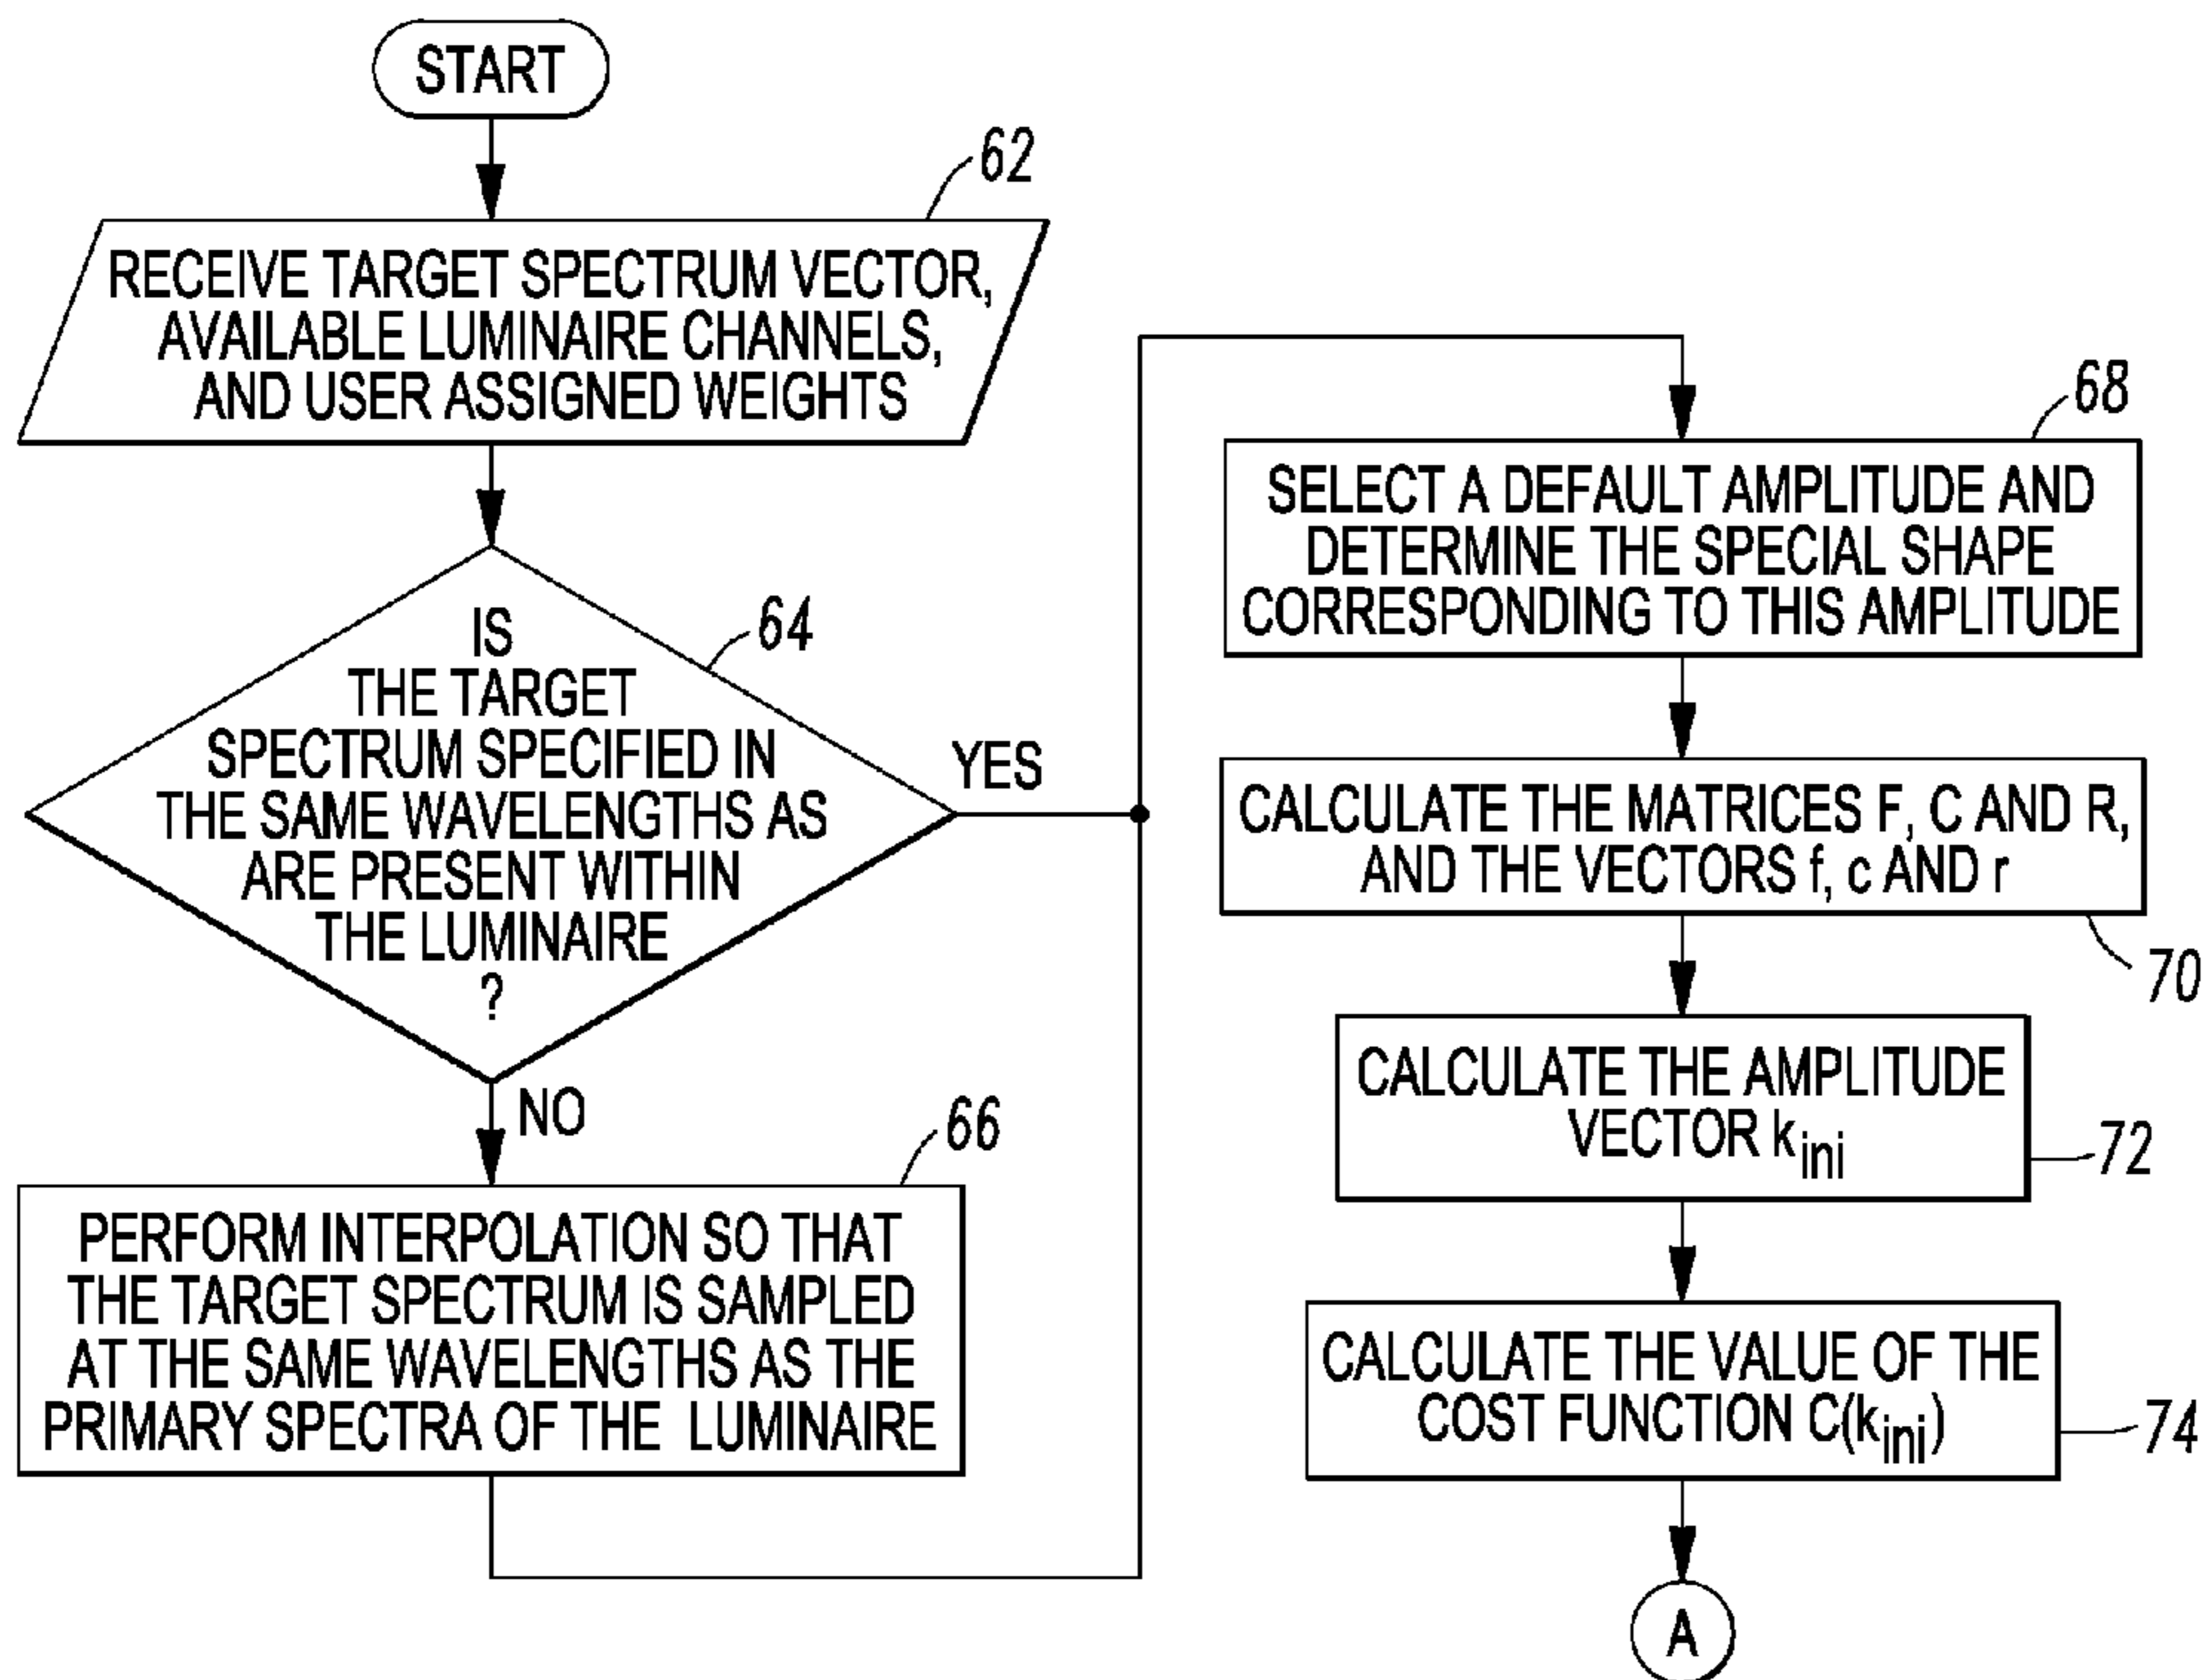 START
62
RECEIVE TARGET SPECTRUM VECTOR,
AVAILABLE LUMINAIRE CHANNELS,
AND USER ASSIGNED WEIGHTS
64
IS
THE TARGET
SPECTRUM SPECIFIED IN
THE SAME WAVELENGTHS AS
ARE PRESENT WITHIN
THE LUMINAIRE
?
YES
NO
66
PERFORM INTERPOLATION SO THAT
THE TARGET SPECTRUM IS SAMPLED
AT THE SAME WAVELENGTHS AS THE
PRIMARY SPECTRA OF THE LUMINAIRE
68
SELECT A DEFAULT AMPLITUDE AND
DETERMINE THE SPECIAL SHAPE
CORRESPONDING TO THIS AMPLITUDE
CALCULATE THE MATRICES F, C AND R,
AND THE VECTORS f, c AND r
70
CALCULATE THE AMPLITUDE
VECTOR kini
72
CALCULATE THE VALUE OF THE
COST FUNCTION C(kini)
74
A